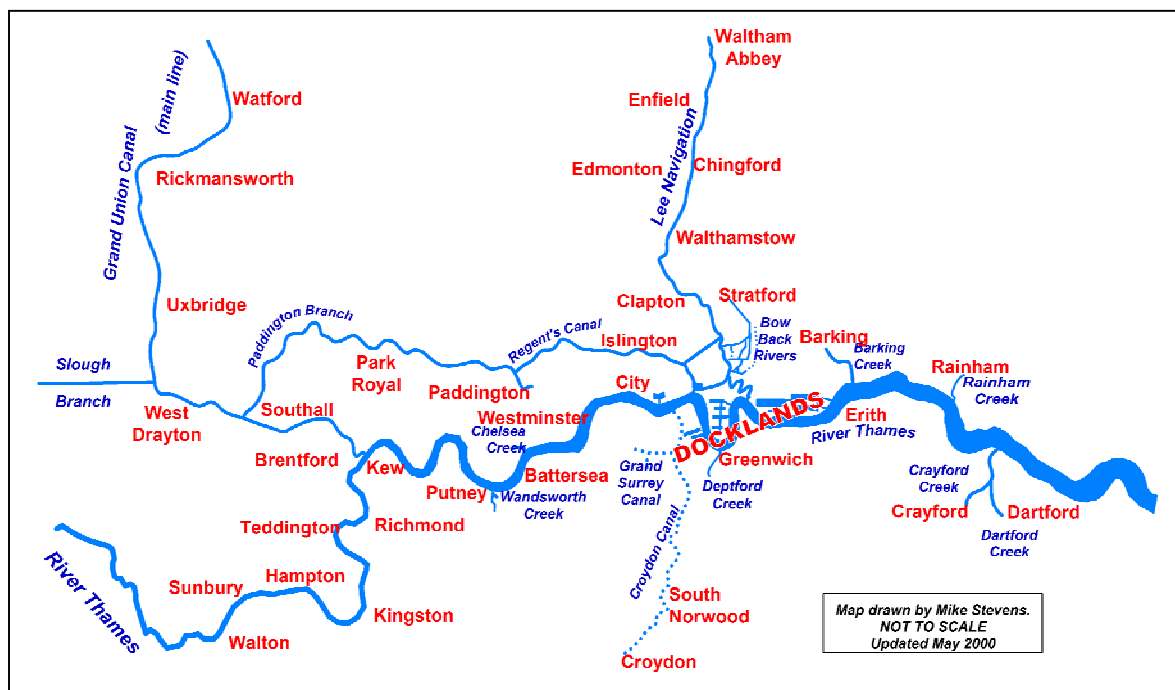 Waltham
Abbey
Grand Union Canal
(main line)
Watford
Enfield
Lee Navigation
Edmonton
Chingford
Rickmansworth
Walthamstow
Uxbridge
Paddington Branch
Clapton
Stratford
Regent's Canal
Islington
Bow
Back
Rivers
Barking
Barking
Creek
Slough
Branch
Park
Royal
Paddington
City
Rainham
Rainham
Creek
West
Drayton
Southall
Westminster
Chelsea
Creek
DOCKLANDS
Erith
River Thames
Brentford
Kew
Putney
Battersea
Wandsworth
Creek
Grand
Surrey
Canal
Greenwich
Deptford
Creek
Crayford
Creek
Crayford
Dartford
Dartford
Creek
Teddington
Richmond
Croydon Canal
River Thames
Sunbury
Hampton
Kingston
Walton
South
Norwood
Croydon
Map drawn by Mike Stevens.
NOT TO SCALE
Updated May 2000